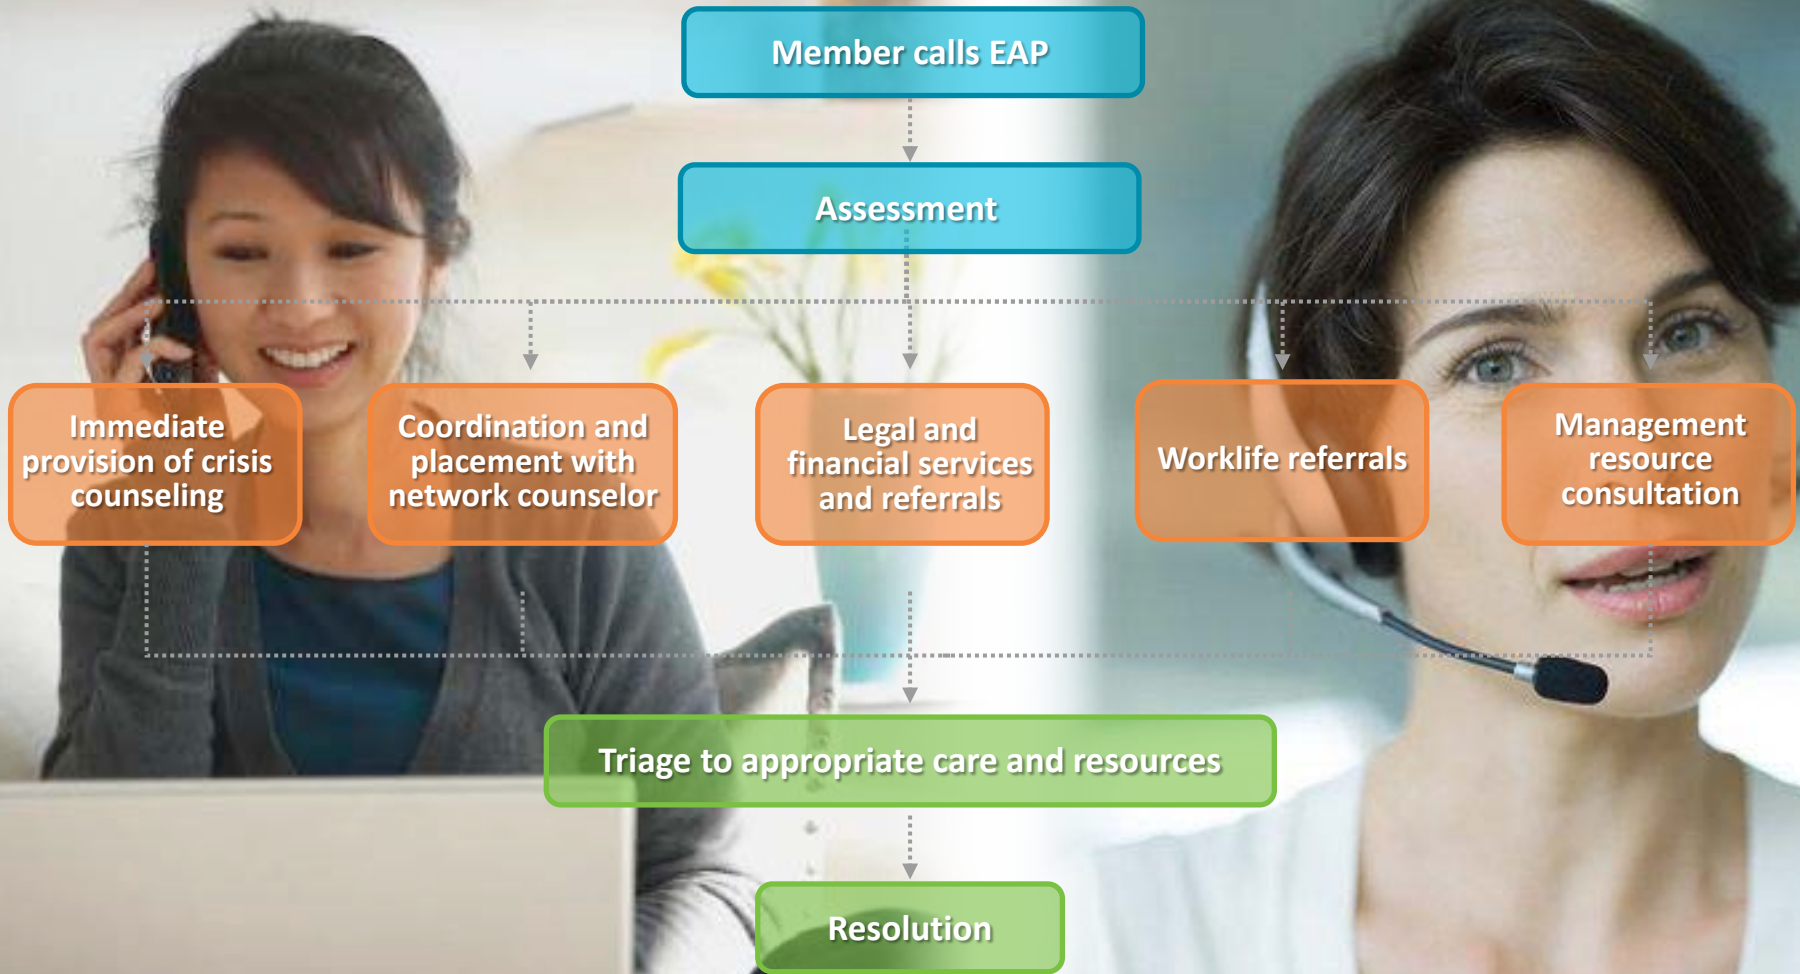 Member calls EAP
Assessment
Immediate
provision of crisis
counseling
Coordination and
placement with
network counselor
Legal and
financial services
and referrals
Worklife referrals
Management
resource
consultation
Triage to appropriate care and resources
Resolution